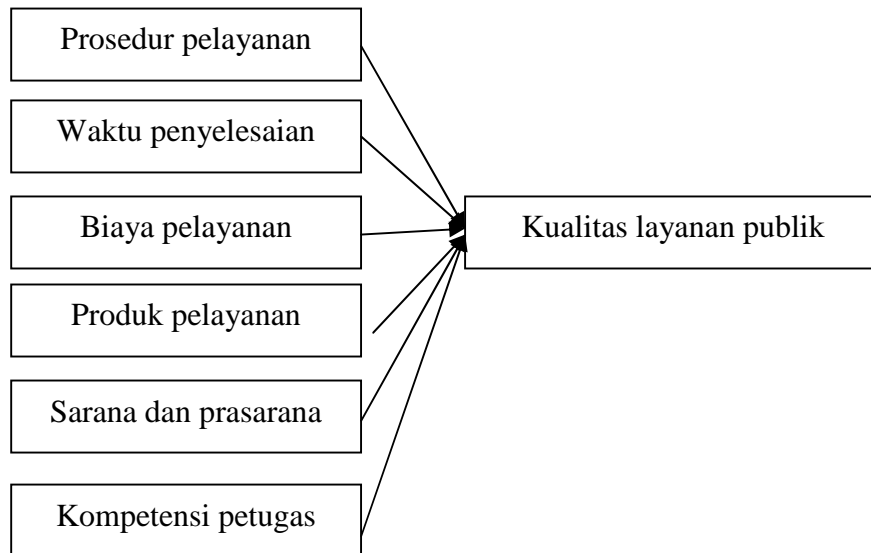 Prosedur pelayanan
Waktu penyelesaian
Biaya pelayanan
Kualitas layanan publik
Produk pelayanan
Sarana dan prasarana
Kompetensi petugas